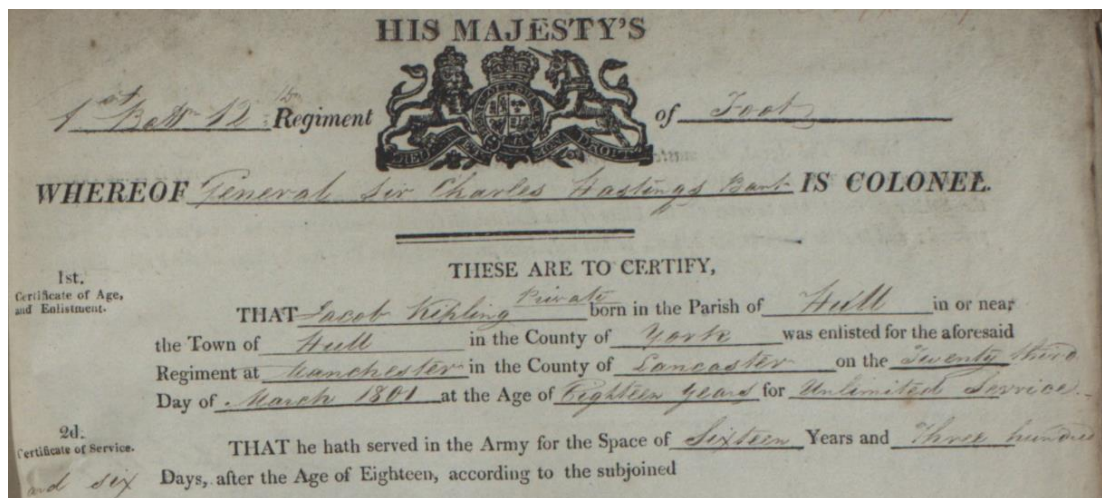 HIS MAJESTY'S
1st Batt 12th Regiment of Foot
WHEREOF General Sir Charles Hastings Bart IS COLONEL.
THESE ARE TO CERTIFY,
1st.
Certificate of Age,
and Enlistment.
THAT Jacob Kipling Private born in the Parish of Hull in or near
the Town of Hull in the County of York was enlisted for the aforesaid
Regiment at Manchester in the County of Lancaster on the Twenty third
Day of March 1801 at the Age of Eighteen years for Unlimited Service
2d.
Certificate of Service.
THAT he hath served in the Army for the Space of Sixteen Years and Three hundred
and six Days, after the Age of Eighteen, according to the subjoined